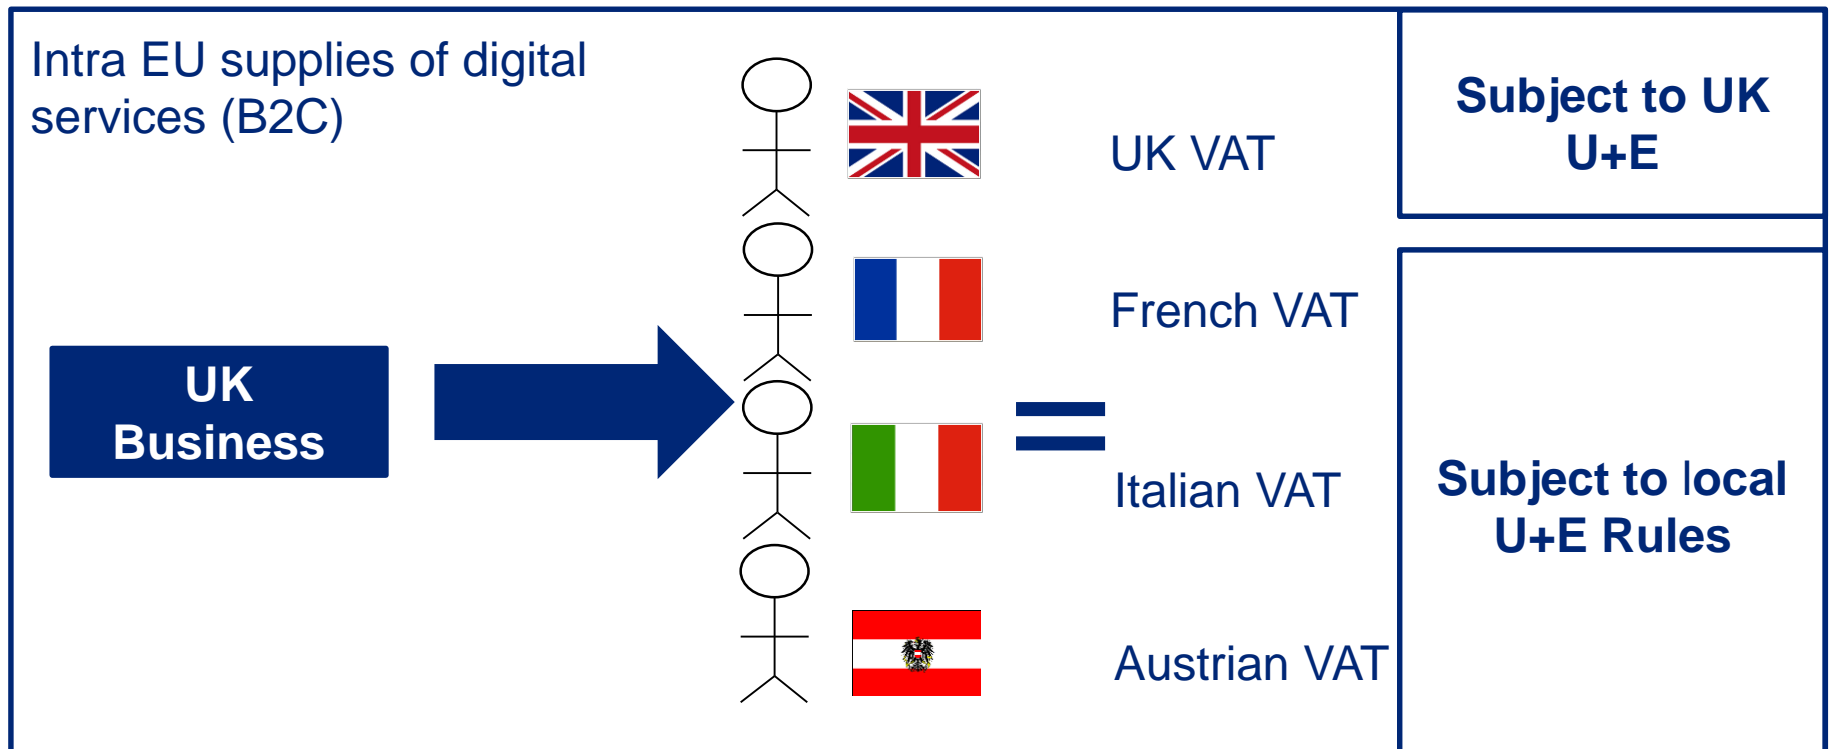 Intra EU supplies of digital
services (B2C)
UK
Business
UK VAT
French VAT
Italian VAT
Austrian VAT
Subject to UK
U+E
Subject to local
U+E Rules